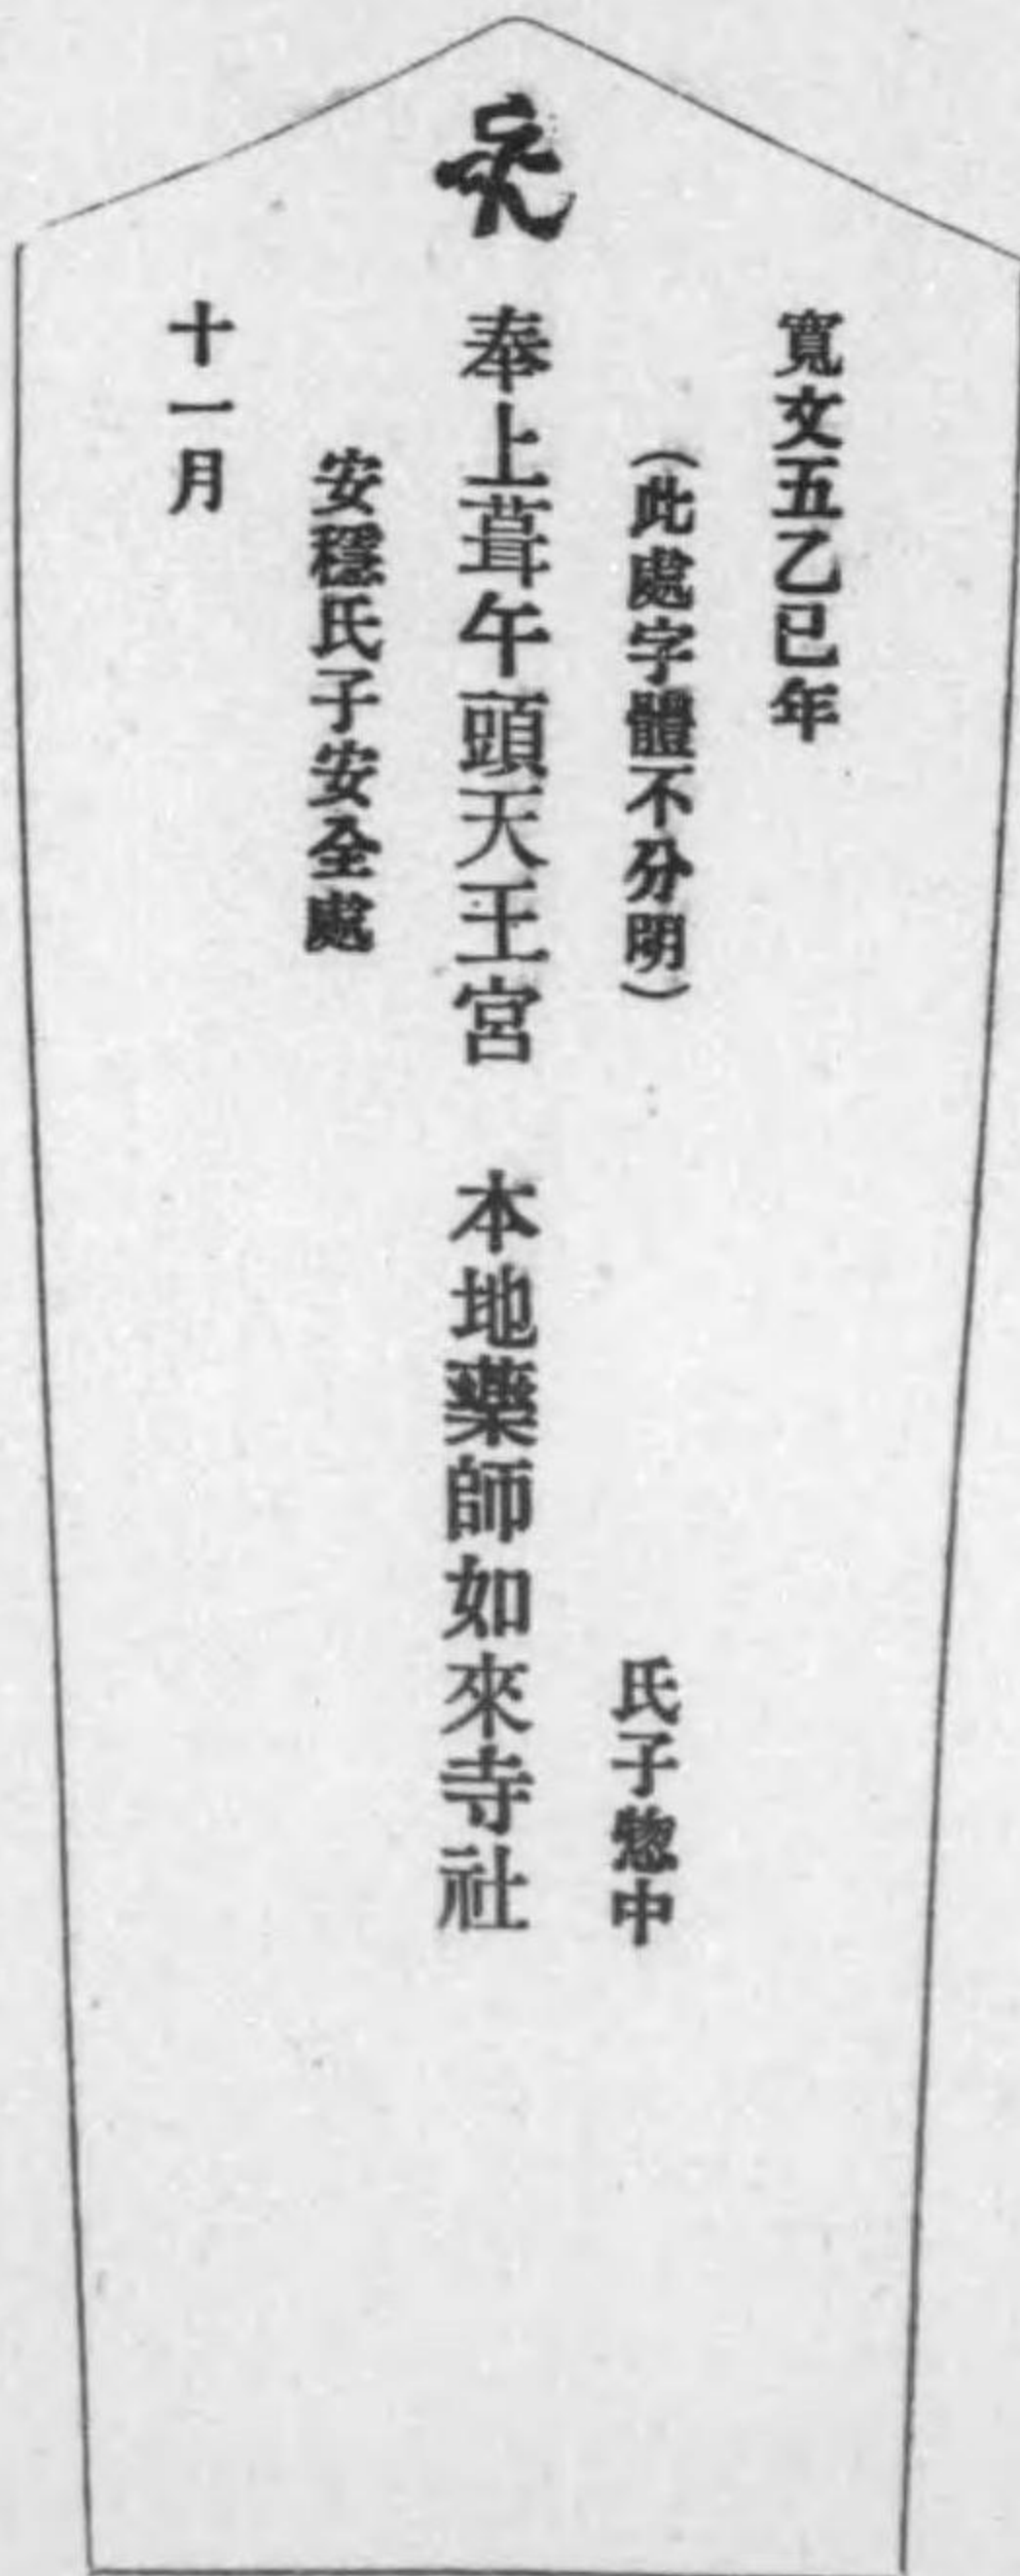 寬文五乙巳年
(此處字體不分明)
氏子惣中
奉上葺午頭天王宮 本地藥師如來寺社
安穩氏子安全處
十一月